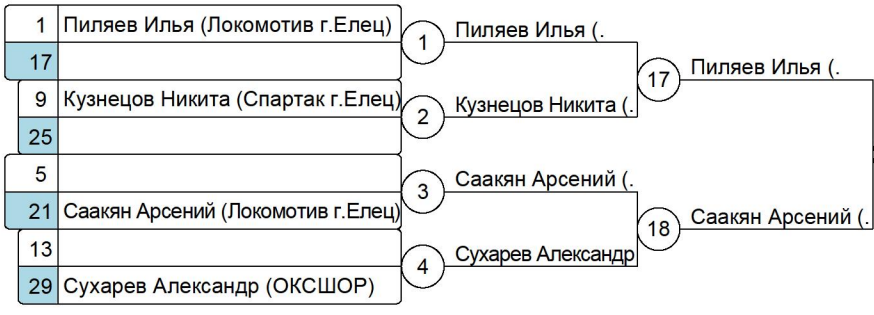 1 Пиляев Илья (Локомотив г.Елец)
17
9 Кузнецов Никита (Спартак г.Елец)
25
5
21 Саакян Арсений (Локомотив г.Елец)
13
29 Сухарев Александр (ОКСШОР)
1 Пиляев Илья (.
2 Кузнецов Никита (.
3 Саакян Арсений (.
4 Сухарев Александр
17 Пиляев Илья (.
18 Саакян Арсений (.